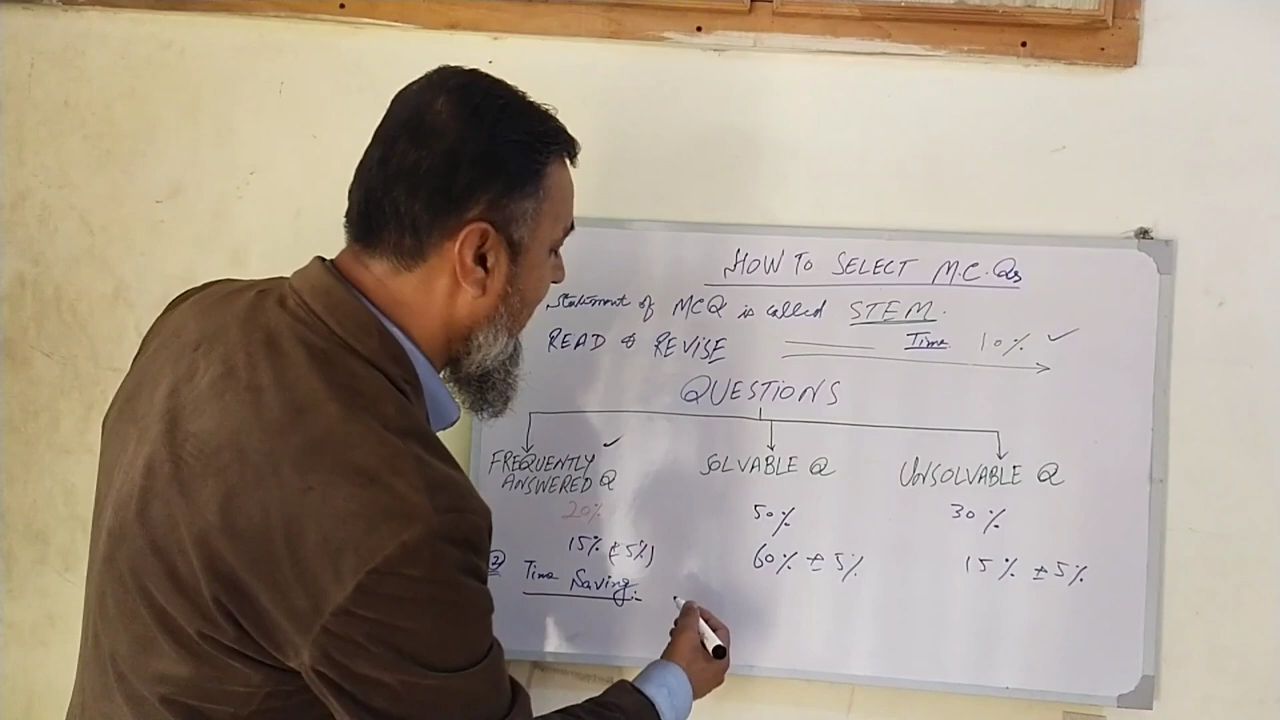 HOW TO SELECT M.C.Qs
Statement of MCQ is called STEM.
READ & REVISE Time 10% ✓
QUESTIONS
FREQUENTLY ANSWERED Q ✓ SOLVABLE Q UNSOLVABLE Q
20% 50% 30%
15% (±5%) 60% ±5% 15% ±5%
2) Time Saving:-